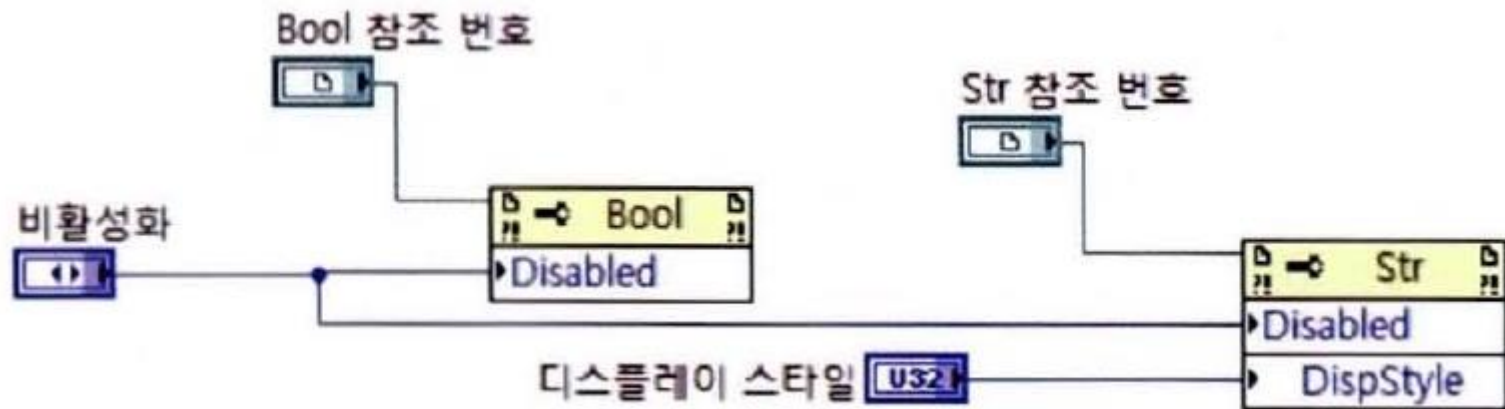 Bool 참조 번호
Str 참조 번호
비활성화
Bool
Disabled
Str
Disabled
디스플레이 스타일 U32
DispStyle